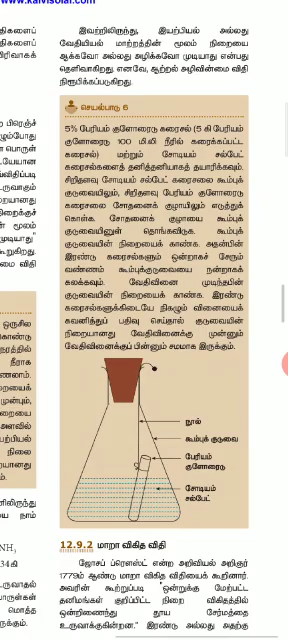 www.kalvisolai.com
இவற்றிலிருந்து, இயற்பியல் அல்லது
வேதியியல் மாற்றத்தின் மூலம் நிறையை
ஆக்கவோ அல்லது அழிக்கவோ முடியாது என்பது
தெளிவாகிறது. எனவே, ஆற்றல் அழிவின்மை விதி
நிரூபிக்கப்படுகிறது.
செயல்பாடு 6
5% பேரியம் குளோரைடு கரைசல் (5 கி பேரியம்
குளோரைடு 100 மி.லி நீரில் கரைக்கப்பட்ட
கரைசல்) மற்றும் சோடியம் சல்பேட்
கரைசல்களைத் தனித்தனியாகத் தயாரிக்கவும்.
சிறிதளவு சோடியம் சல்பேட் கரைசலை கூம்புக்
குடுவையிலும், சிறிதளவு பேரியம் குளோரைடு
கரைசலை சோதனைக் குழாயிலும் எடுத்துக்
கொள்க. சோதனைக் குழாயை கூம்புக்
குடுவையினுள் தொங்கவிடுக. கூம்புக்
குடுவையின் நிறையைக் காண்க. அதன்பின்
இரண்டு கரைசல்களும் ஒன்றாகச் சேரும்
வண்ணம் கூம்புக்குடுவையை நன்றாகக்
கலக்கவும். வேதிவினை முடிந்தபின்
குடுவையின் நிறையைக் காண்க. இரண்டு
கரைசல்களுக்கிடையே நிகழும் வினையைக்
கவனித்துப் பதிவு செய்தால் குடுவையின்
நிறையானது வேதிவினைக்கு முன்னும்
வேதிவினைக்குப் பின்னும் சமமாக இருக்கும்.
நூல்
கூம்புக் குடுவை
பேரியம்
குளோரைடு
சோடியம்
சல்பேட்
12.9.2 மாறா விகித விதி
ஜோசப் ப்ரௌஸ்ட் என்ற அறிவியல் அறிஞர்
1779ம் ஆண்டு மாறா விகித விதியைக் கூறினார்.
அவரின் கூற்றுப்படி "ஒன்றுக்கு மேற்பட்ட
தனிமங்கள் குறிப்பிட்ட நிறை விகிதத்தில்
ஒன்றிணைந்து தூய சேர்மத்தை
உருவாக்குகின்றன." இரண்டு அல்லது அதற்கு